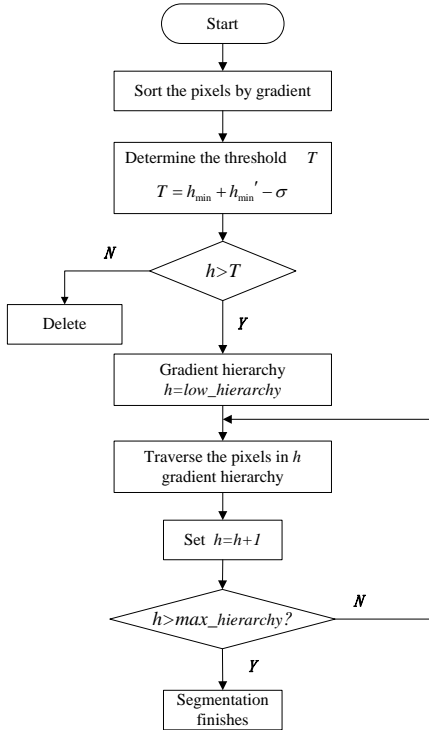 Start
Sort the pixels by gradient
Determine the threshold T
T = h_min + h_min′ − σ
N
h>T
Delete
Y
Gradient hierarchy
h=low_hierarchy
Traverse the pixels in h
gradient hierarchy
Set h=h+1
h>max_hierarchy?
N
Y
Segmentation
finishes